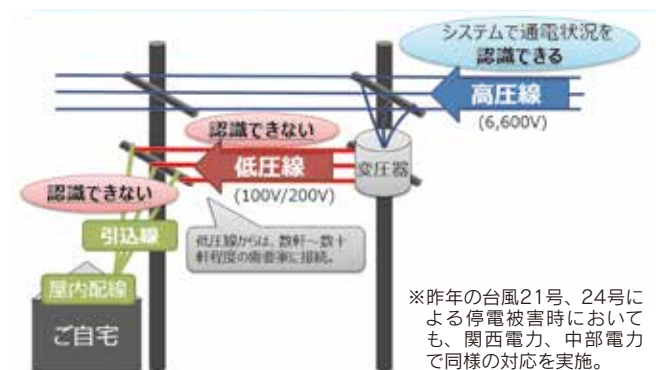 システムで通電状況を
認識できる
高圧線
(6,600V)
認識できない
低圧線
(100V/200V)
変圧器
認識できない
引込線
低圧線からは、数軒～数十
軒程度の需要家に接続。
屋内配線
ご自宅
※昨年の台風21号、24号に
よる停電被害時において
も、関西電力、中部電力
で同様の対応を実施。